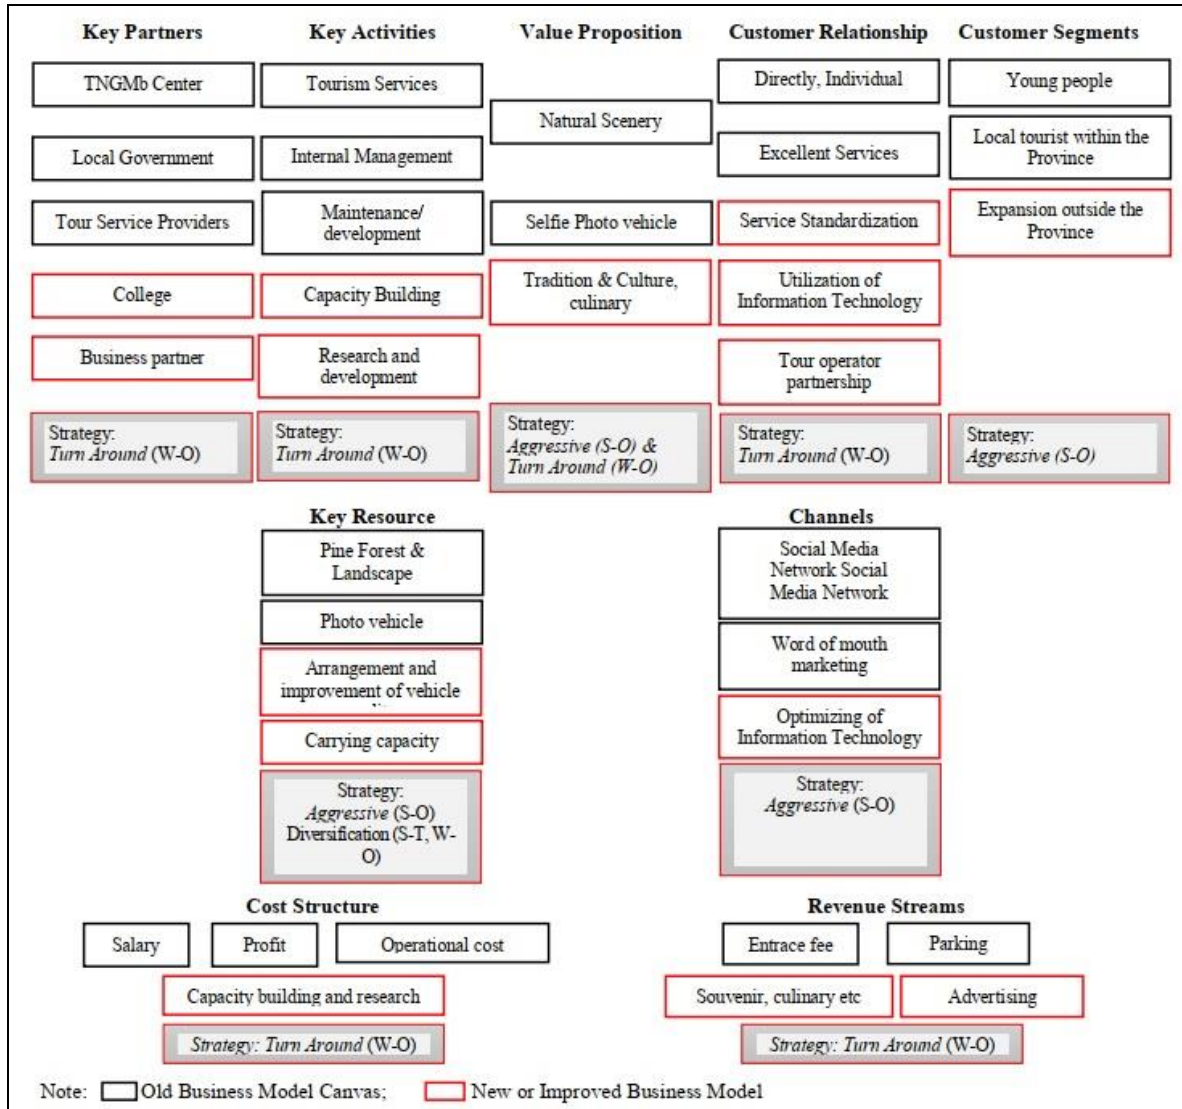 Key Partners
Key Activities
Value Proposition
Customer Relationship
Customer Segments
TNGMb Center
Local Government
Tour Service Providers
College
Business partner
Strategy:
Turn Around (W-O)
Tourism Services
Internal Management
Maintenance/
development
Capacity Building
Research and
development
Strategy:
Turn Around (W-O)
Natural Scenery
Selfie Photo vehicle
Tradition & Culture,
culinary
Strategy:
Aggressive (S-O) &
Turn Around (W-O)
Directly, Individual
Excellent Services
Service Standardization
Utilization of
Information Technology
Tour operator
partnership
Strategy:
Turn Around (W-O)
Young people
Local tourist within the
Province
Expansion outside the
Province
Strategy:
Aggressive (S-O)
Key Resource
Pine Forest &
Landscape
Photo vehicle
Arrangement and
improvement of vehicle
Carrying capacity
Strategy:
Aggressive (S-O)
Diversification (S-T, W-
O)
Channels
Social Media
Network Social
Media Network
Word of mouth
marketing
Optimizing of
Information Technology
Strategy:
Aggressive (S-O)
Cost Structure
Salary
Profit
Operational cost
Capacity building and research
Strategy: Turn Around (W-O)
Revenue Streams
Entrace fee
Parking
Souvenir, culinary etc
Advertising
Strategy: Turn Around (W-O)
Note: Old Business Model Canvas; New or Improved Business Model